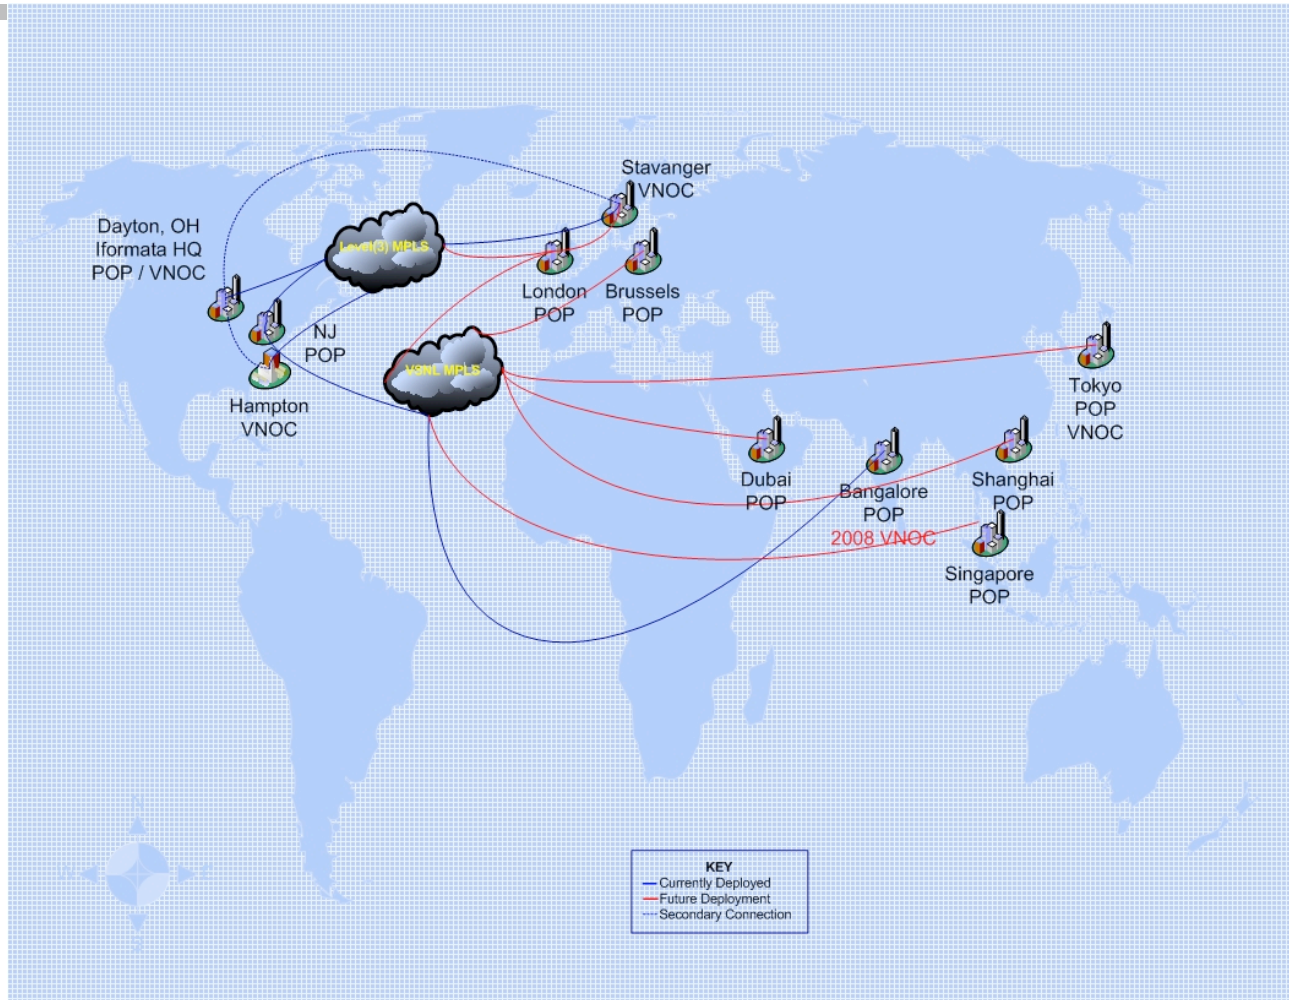 Stavanger
VNOC
Dayton, OH
Iformata HQ
POP / VNOC
Level(3) MPLS
London
POP
Brussels
POP
NJ
POP
VSNL MPLS
Hampton
VNOC
Tokyo
POP
VNOC
Dubai
POP
Bangalore
POP
2008 VNOC
Shanghai
POP
Singapore
POP
N
W
E
S
KEY
Currently Deployed
Future Deployment
Secondary Connection